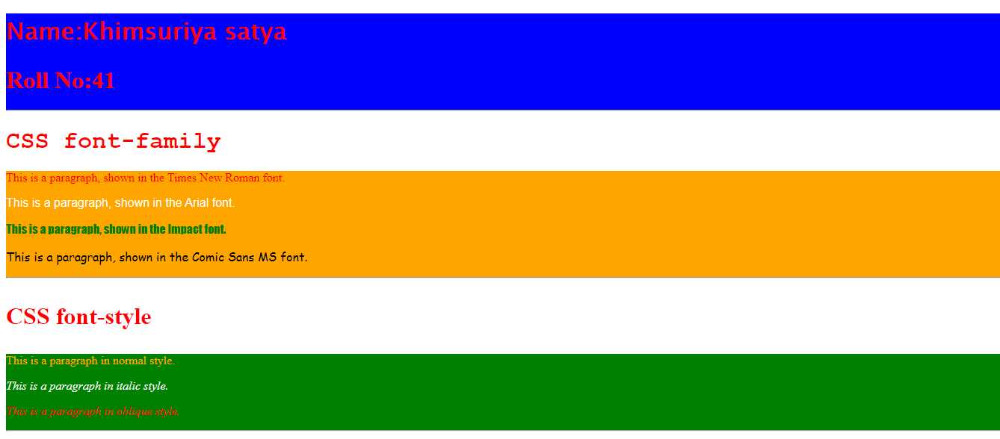 Name:Khimsuriya satya
Roll No:41
CSS font-family
This is a paragraph, shown in the Times New Roman font.
This is a paragraph, shown in the Arial font.
This is a paragraph, shown in the Impact font.
This is a paragraph, shown in the Comic Sans MS font.
CSS font-style
This is a paragraph in normal style.
This is a paragraph in italic style.
This is a paragraph in oblique style.